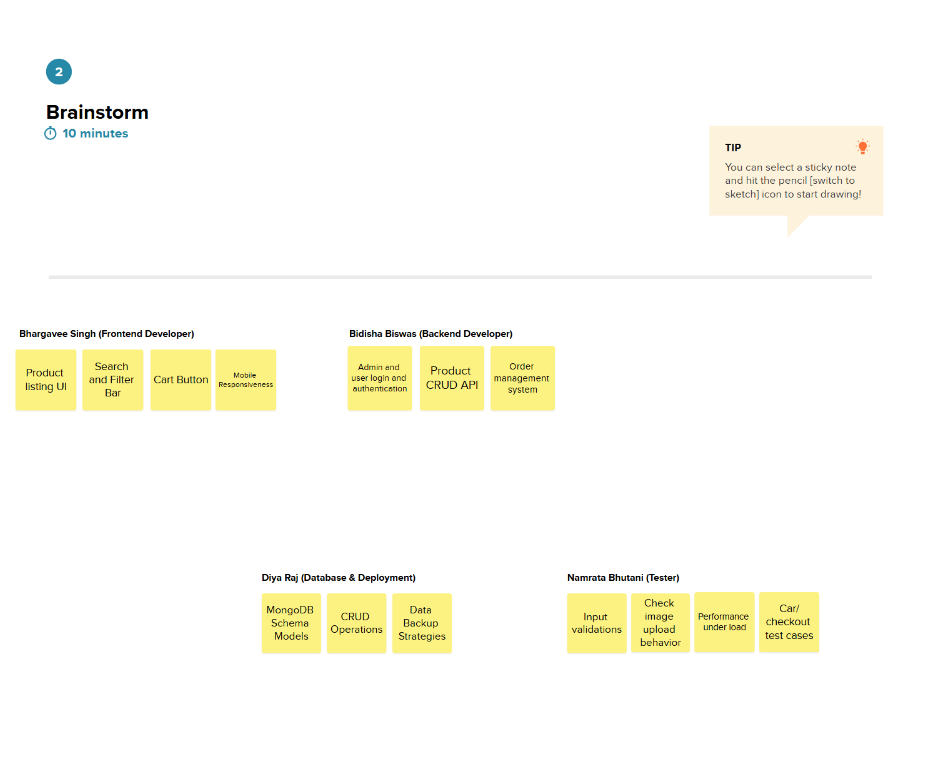 2
Brainstorm
10 minutes
TIP
You can select a sticky note
and hit the pencil [switch to
sketch] icon to start drawing!
Bhargavee Singh (Frontend Developer)
Product
listing UI
Search
and Filter
Bar
Cart Button
Mobile
Responsiveness
Bidisha Biswas (Backend Developer)
Admin and
user login and
authentication
Product
CRUD API
Order
management
system
Diya Raj (Database & Deployment)
MongoDB
Schema
Models
CRUD
Operations
Data
Backup
Strategies
Namrata Bhutani (Tester)
Input
validations
Check
image
upload
behavior
Performance
under load
Car/
checkout
test cases